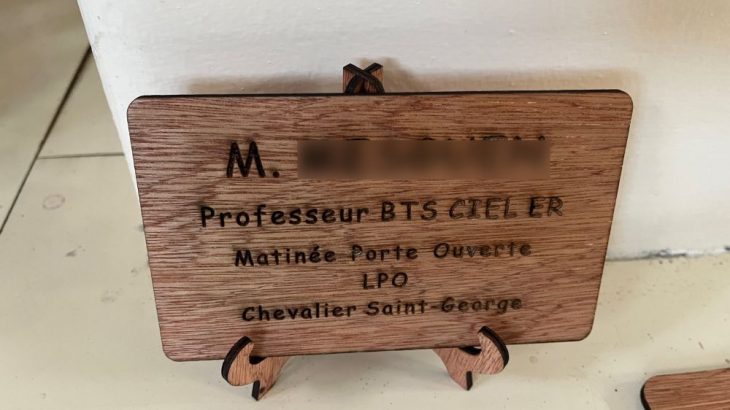 M.
Professeur BTS CIEL ER
Matinée Porte Ouverte
LPO
Chevalier Saint-George